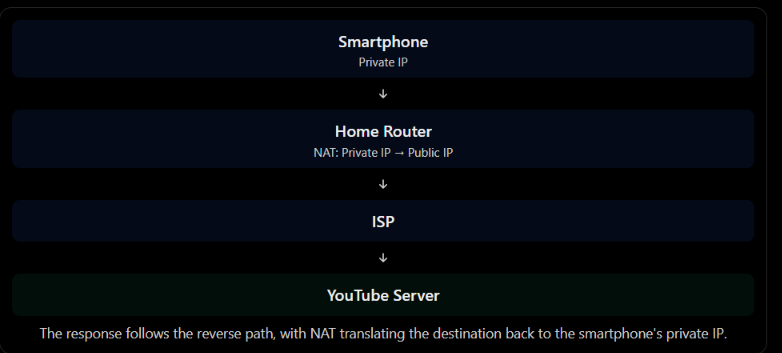 Smartphone
Private IP
↓
Home Router
NAT: Private IP → Public IP
↓
ISP
↓
YouTube Server
The response follows the reverse path, with NAT translating the destination back to the smartphone's private IP.